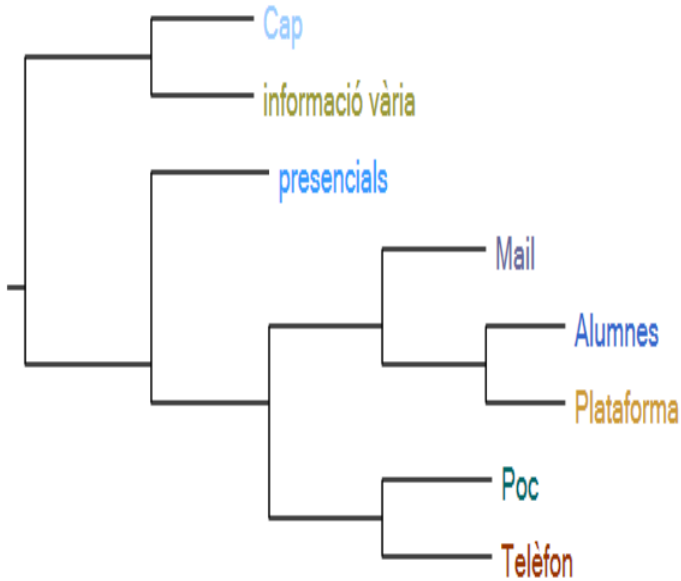 Cap
informació vària
presencials
Mail
Alumnes
Plataforma
Poc
Telèfon